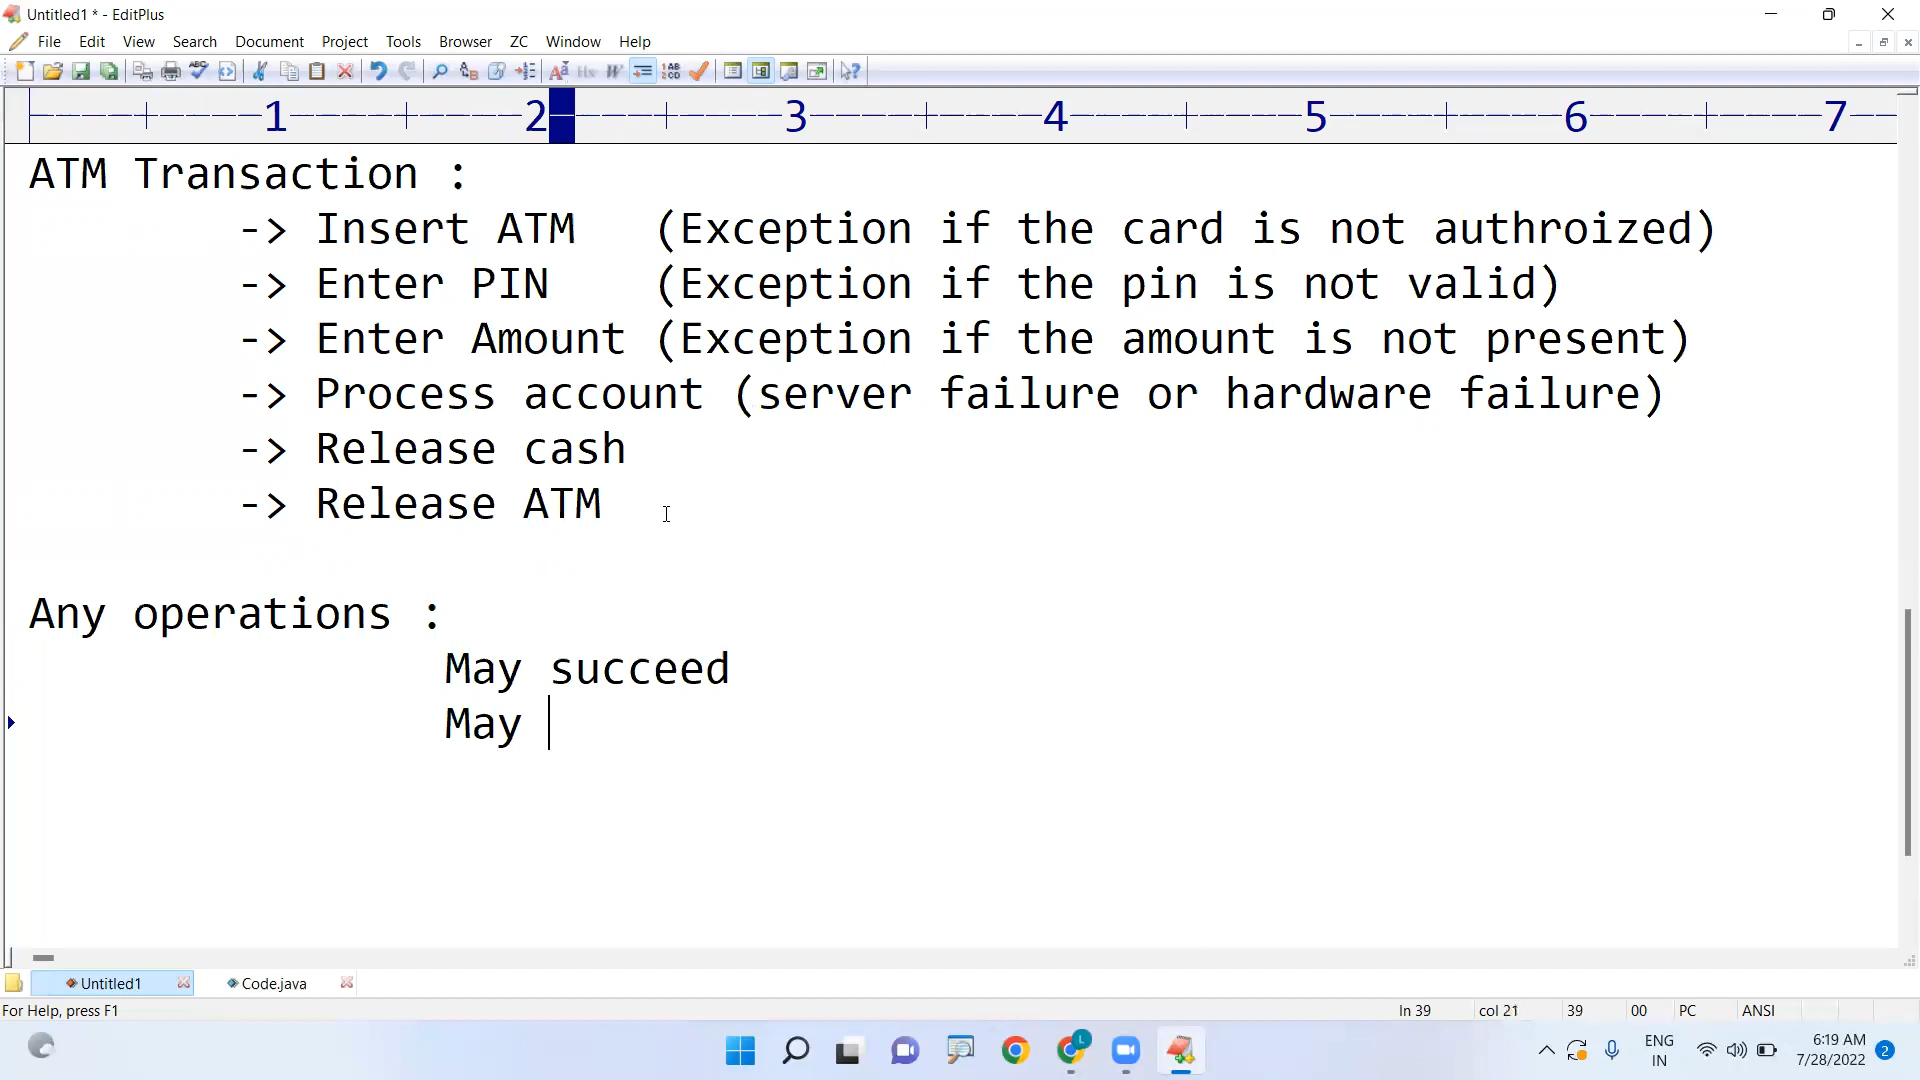 Untitled1 * - EditPlus
File Edit View Search Document Project Tools Browser ZC Window Help
1 2 3 4 5 6 7
ATM Transaction :
-> Insert ATM (Exception if the card is not authroized)
-> Enter PIN (Exception if the pin is not valid)
-> Enter Amount (Exception if the amount is not present)
-> Process account (server failure or hardware failure)
-> Release cash
-> Release ATM
Any operations :
May succeed
May
Untitled1 Code.java
For Help, press F1 ln 39 col 21 39 00 PC ANSI
ENG 6:19 AM
IN 7/28/2022 2